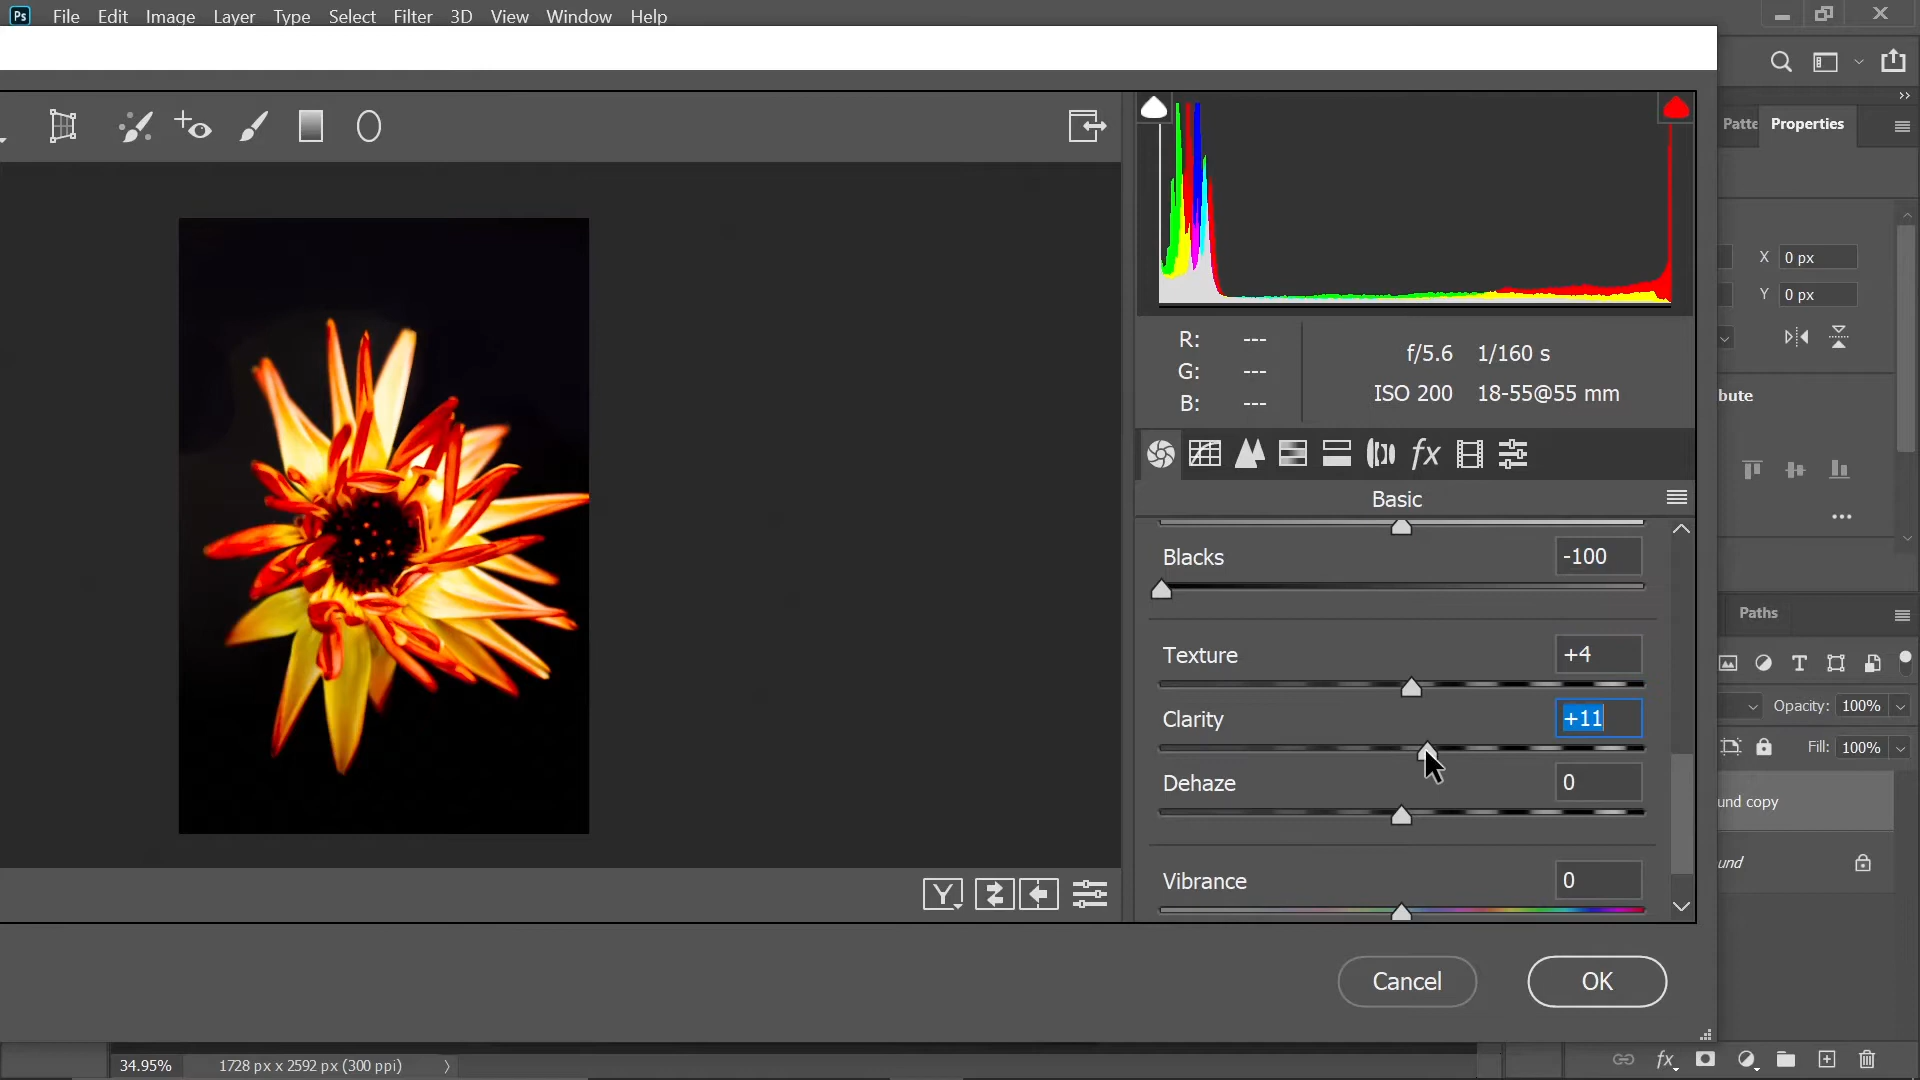 Ps File Edit Image Layer Type Select Filter 3D View Window Help
Patte Properties
X 0 px
Y 0 px
R: ---
G: ---
B: ---
f/5.6 1/160 s
ISO 200 18-55@55 mm
bute
fx
Basic
Blacks -100
Texture +4
Clarity +11
Dehaze 0
Vibrance 0
Paths
T
Opacity: 100%
Fill: 100%
und copy
und
Y
Cancel OK
34.95% 1728 px x 2592 px (300 ppi)
fx